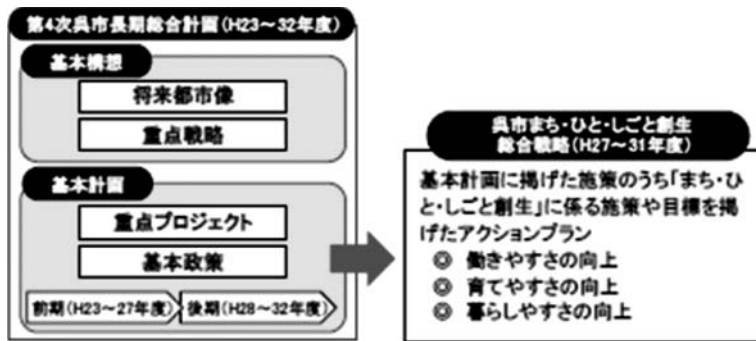 第4次呉市長期総合計画(H23～32年度)
基本構想
将来都市像
重点戦略
基本計画
重点プロジェクト
基本政策
前期(H23～27年度)
後期(H28～32年度)
呉市まち・ひと・しごと創生
総合戦略(H27～31年度)
基本計画に掲げた施策のうち「まち・ひ
と・しごと創生」に係る施策や目標を掲
げたアクションプラン
◎ 働きやすさの向上
◎ 育てやすさの向上
◎ 暮らしやすさの向上